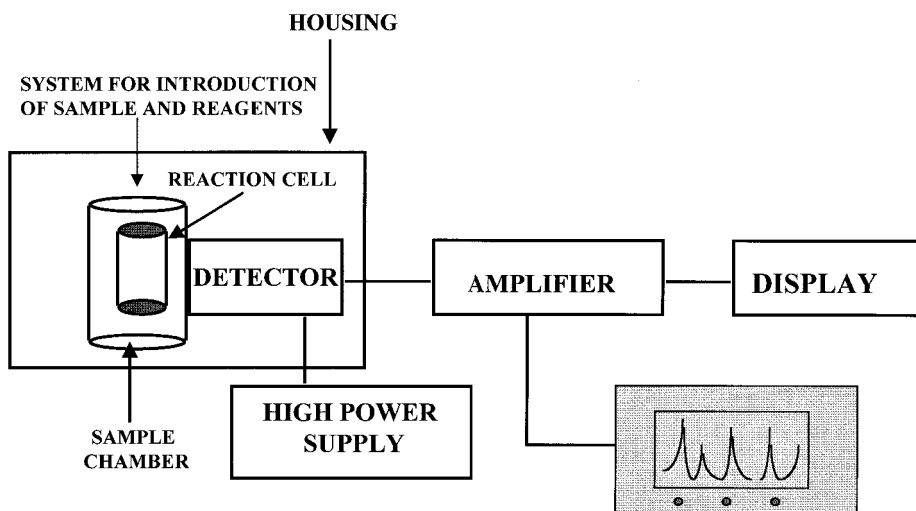 HOUSING
SYSTEM FOR INTRODUCTION
OF SAMPLE AND REAGENTS
REACTION CELL
DETECTOR
AMPLIFIER
DISPLAY
HIGH POWER
SUPPLY
SAMPLE
CHAMBER